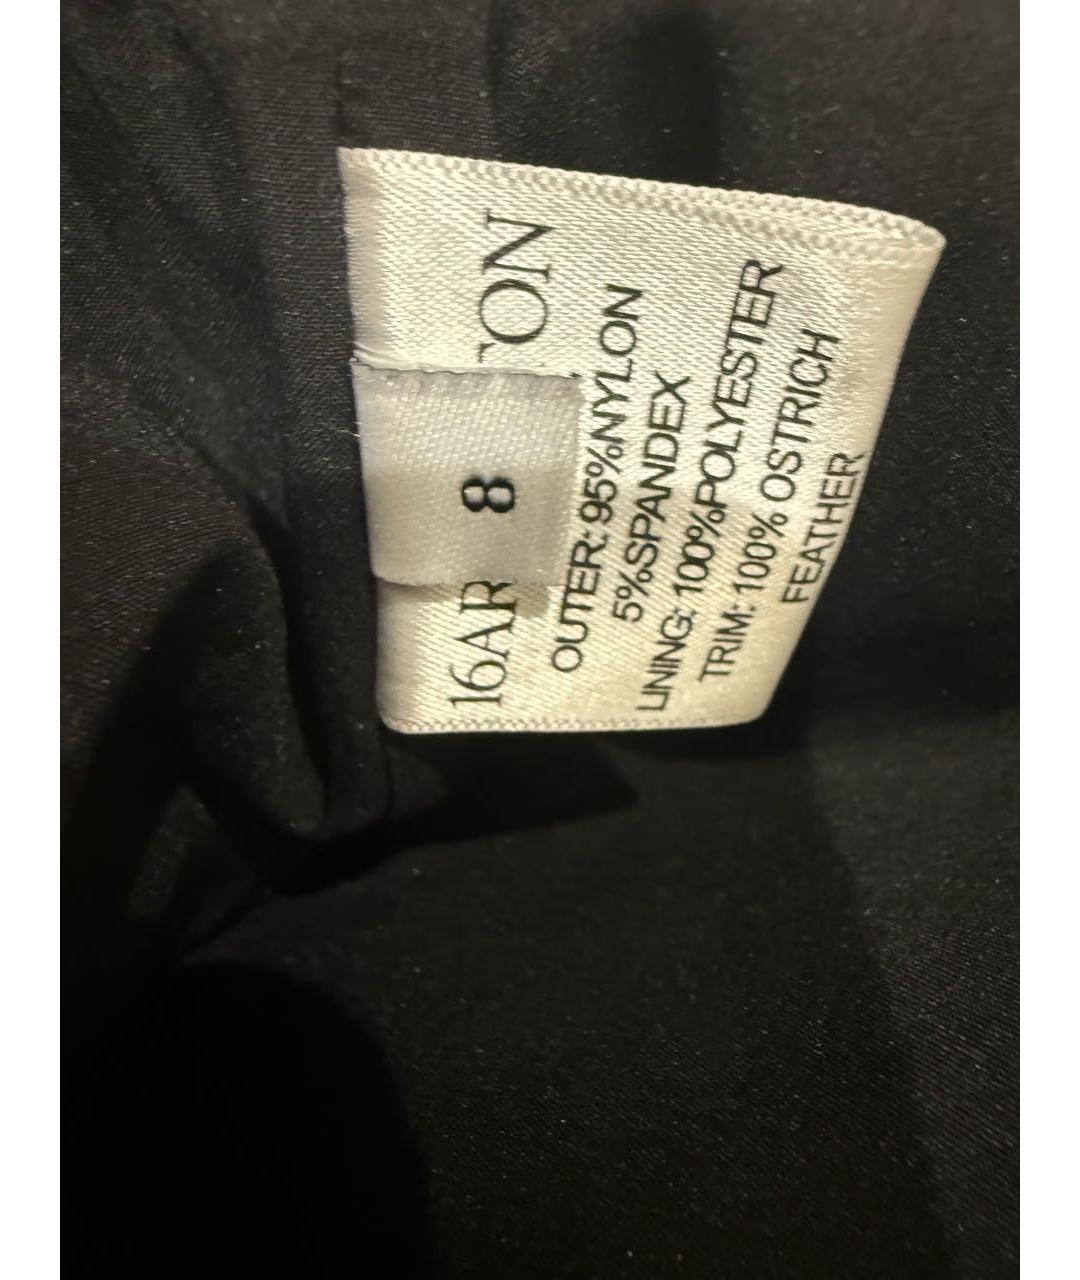 16AR
8
ON
OUTER: 95%NYLON
5%SPANDEX
LINING: 100%POLYESTER
TRIM: 100% OSTRICH
FEATHER